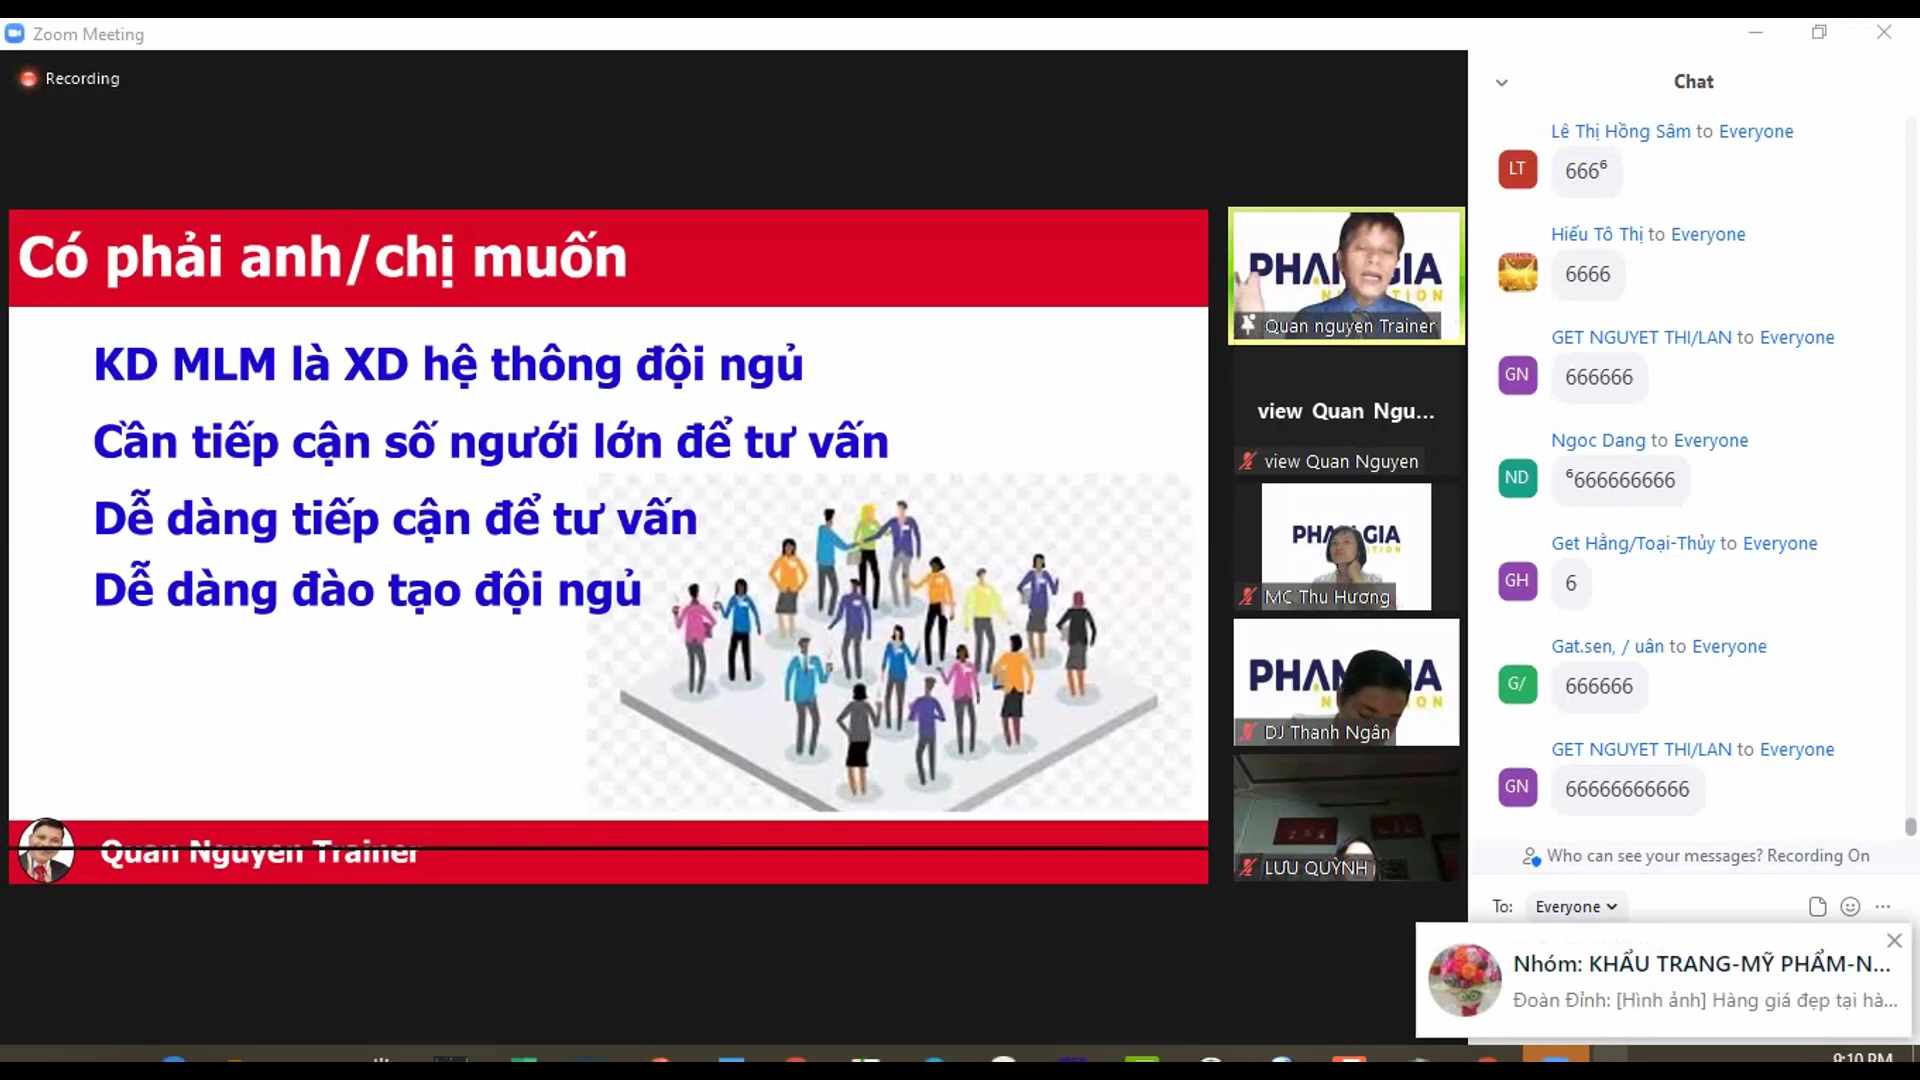 Zoom Meeting
Recording
Có phải anh/chị muốn
KD MLM là XD hệ thông đội ngủ
Cần tiếp cận số ngưới lớn để tư vấn
Dễ dàng tiếp cận để tư vấn
Dễ dàng đào tạo đội ngủ
Quan Nguyen Trainer
Quan nguyen Trainer
view Quan Ngu...
view Quan Nguyen
MC Thu Hương
DJ Thanh Ngân
LƯU QUỲNH
Chat
Lê Thị Hồng Sâm to Everyone
LT
666⁶
Hiếu Tô Thị to Everyone
6666
GET NGUYET THI/LAN to Everyone
GN
666666
Ngoc Dang to Everyone
ND
⁶666666666
Get Hằng/Toại-Thủy to Everyone
GH
6
Gat.sen, / uân to Everyone
G/
666666
GET NGUYET THI/LAN to Everyone
GN
66666666666
Who can see your messages? Recording On
To: Everyone
Nhóm: KHẨU TRANG-MỸ PHẨM-N...
Đoàn Đỉnh: [Hình ảnh] Hàng giá đẹp tại hà...
9:10 PM